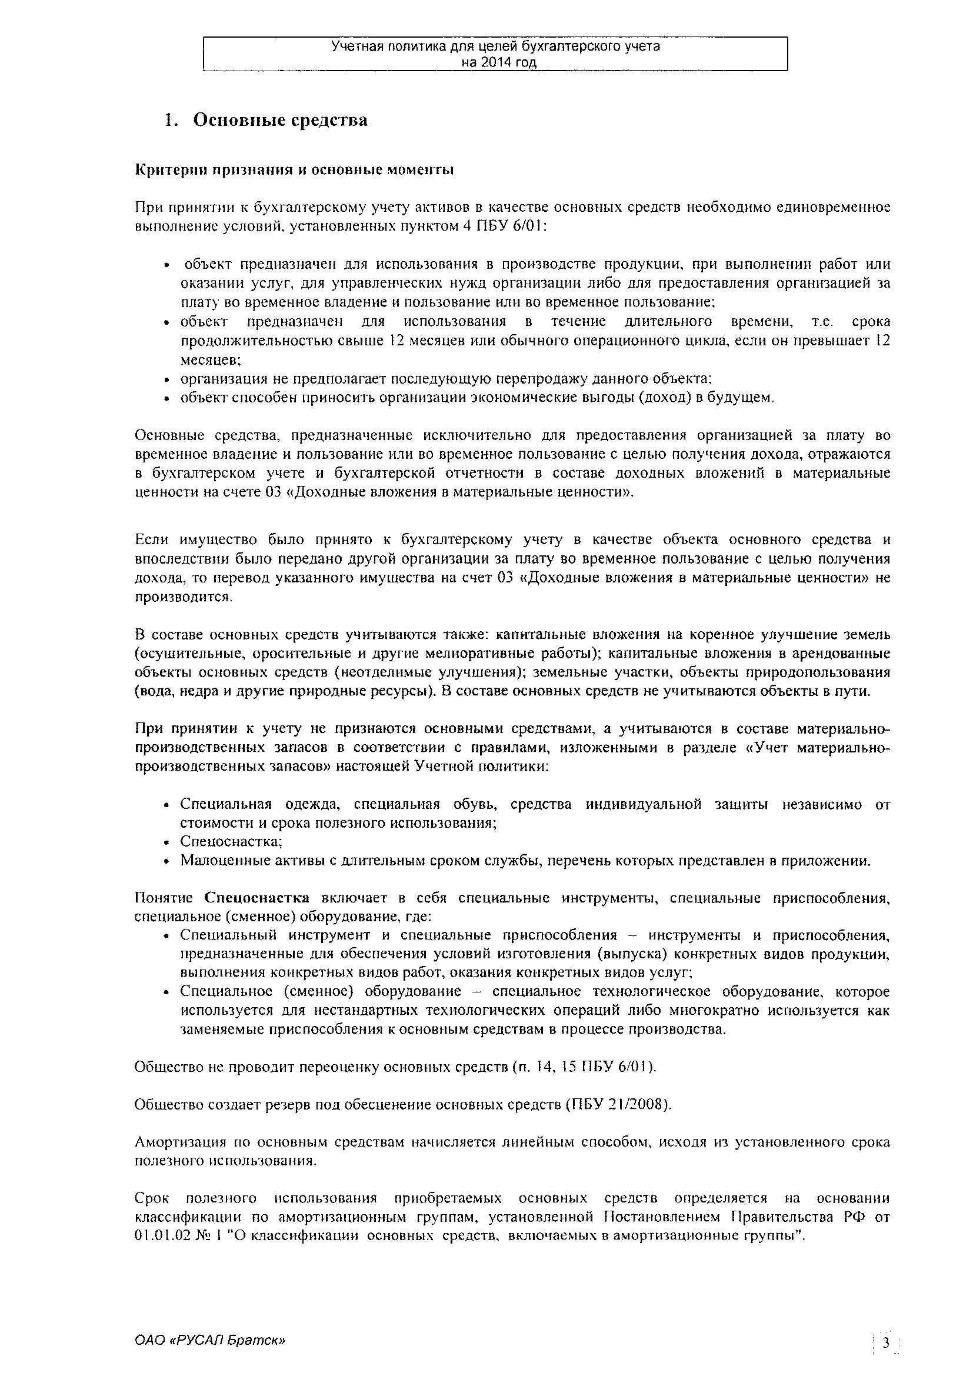 Учетная политика для целей бухгалтерского учета
на 2014 год
1. Основные средства
Критерии признания и основные моменты
При принятии к бухгалтерскому учету активов в качестве основных средств необходимо единовременное
выполнение условий, установленных пунктом 4 ПБУ 6/01:
• объект предназначен для использования в производстве продукции, при выполнении работ или
оказании услуг, для управленческих нужд организации либо для предоставления организацией за
плату во временное владение и пользование или во временное пользование;
• объект предназначен для использования в течение длительного времени, т.е. срока
продолжительностью свыше 12 месяцев или обычного операционного цикла, если он превышает 12
месяцев;
• организация не предполагает последующую перепродажу данного объекта;
• объект способен приносить организации экономические выгоды (доход) в будущем.
Основные средства, предназначенные исключительно для предоставления организацией за плату во
временное владение и пользование или во временное пользование с целью получения дохода, отражаются
в бухгалтерском учете и бухгалтерской отчетности в составе доходных вложений в материальные
ценности на счете 03 «Доходные вложения в материальные ценности».
Если имущество было принято к бухгалтерскому учету в качестве объекта основного средства и
впоследствии было передано другой организации за плату во временное пользование с целью получения
дохода, то перевод указанного имущества на счет 03 «Доходные вложения в материальные ценности» не
производится.
В составе основных средств учитываются также: капитальные вложения на коренное улучшение земель
(осушительные, оросительные и другие мелиоративные работы); капитальные вложения в арендованные
объекты основных средств (неотделимые улучшения); земельные участки, объекты природопользования
(вода, недра и другие природные ресурсы). В составе основных средств не учитываются объекты в пути.
При принятии к учету не признаются основными средствами, а учитываются в составе материально-
производственных запасов в соответствии с правилами, изложенными в разделе «Учет материально-
производственных запасов» настоящей Учетной политики:
• Специальная одежда, специальная обувь, средства индивидуальной защиты независимо от
стоимости и срока полезного использования;
• Спецоснастка;
• Малоценные активы с длительным сроком службы, перечень которых представлен в приложении.
Понятие Спецоснастка включает в себя специальные инструменты, специальные приспособления,
специальное (сменное) оборудование, где:
• Специальный инструмент и специальные приспособления – инструменты и приспособления,
предназначенные для обеспечения условий изготовления (выпуска) конкретных видов продукции,
выполнения конкретных видов работ, оказания конкретных видов услуг;
• Специальное (сменное) оборудование – специальное технологическое оборудование, которое
используется для нестандартных технологических операций либо многократно используется как
заменяемые приспособления к основным средствам в процессе производства.
Общество не проводит переоценку основных средств (п. 14, 15 ПБУ 6/01).
Общество создает резерв под обесценение основных средств (ПБУ 21/2008).
Амортизация по основным средствам начисляется линейным способом, исходя из установленного срока
полезного использования.
Срок полезного использования приобретаемых основных средств определяется на основании
классификации по амортизационным группам, установленной Постановлением Правительства РФ от
01.01.02 № 1 "О классификации основных средств, включаемых в амортизационные группы".
ОАО «РУСАЛ Братск»
3